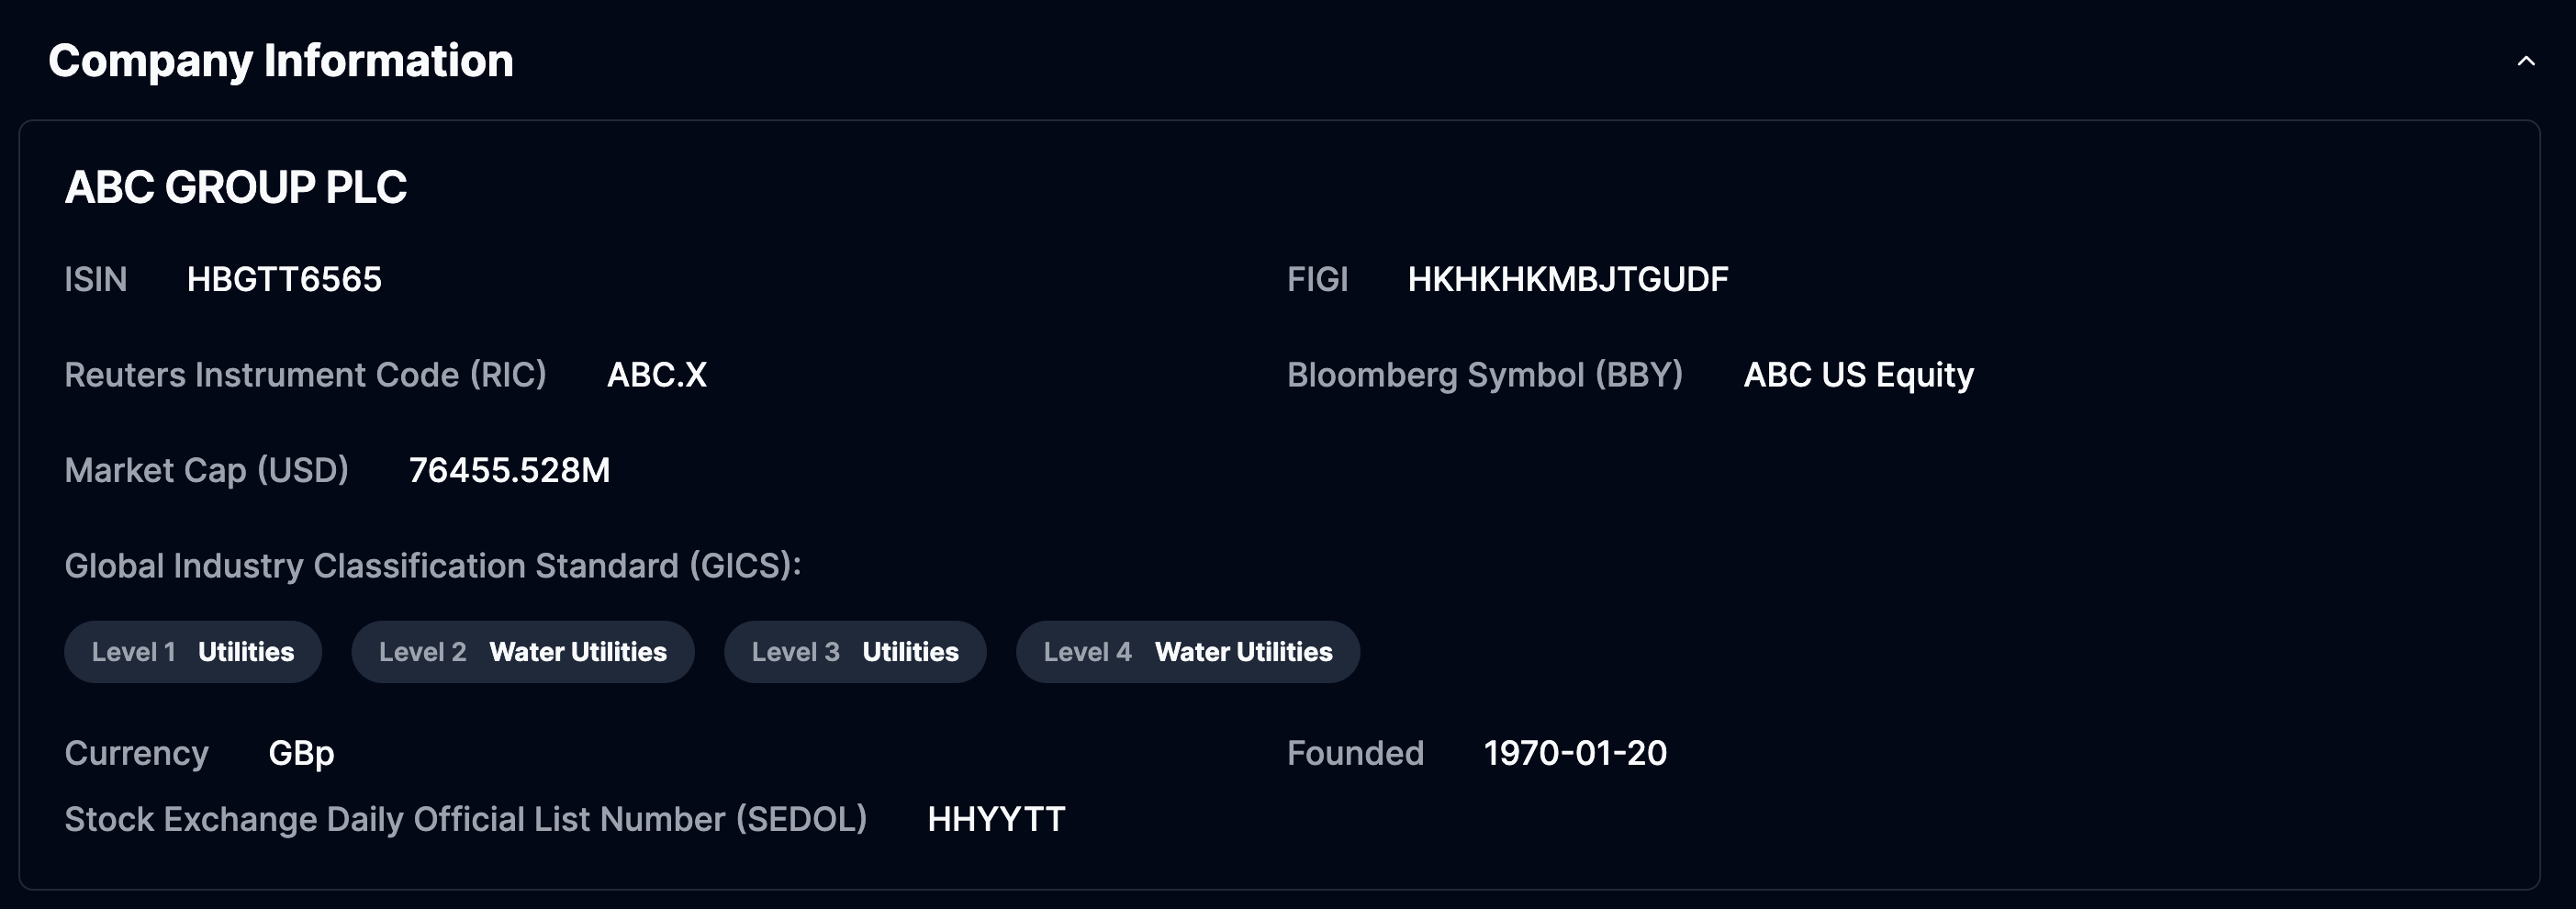 Company Information
ABC GROUP PLC
ISIN HBGTT6565 FIGI HKHKHKMBJTGUDF
Reuters Instrument Code (RIC) ABC.X Bloomberg Symbol (BBY) ABC US Equity
Market Cap (USD) 76455.528M
Global Industry Classification Standard (GICS):
Level 1 Utilities Level 2 Water Utilities Level 3 Utilities Level 4 Water Utilities
Currency GBp Founded 1970-01-20
Stock Exchange Daily Official List Number (SEDOL) HHYYTT